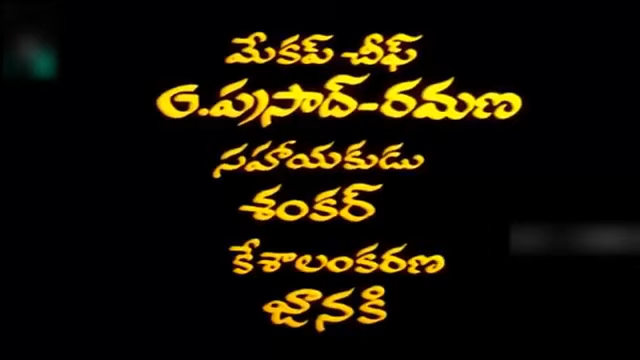 మేకప్ చీఫ్
G.ప్రసాద్-రమణ
సహాయకుడు
శంకర్
కేశాలంకరణ
జానకి